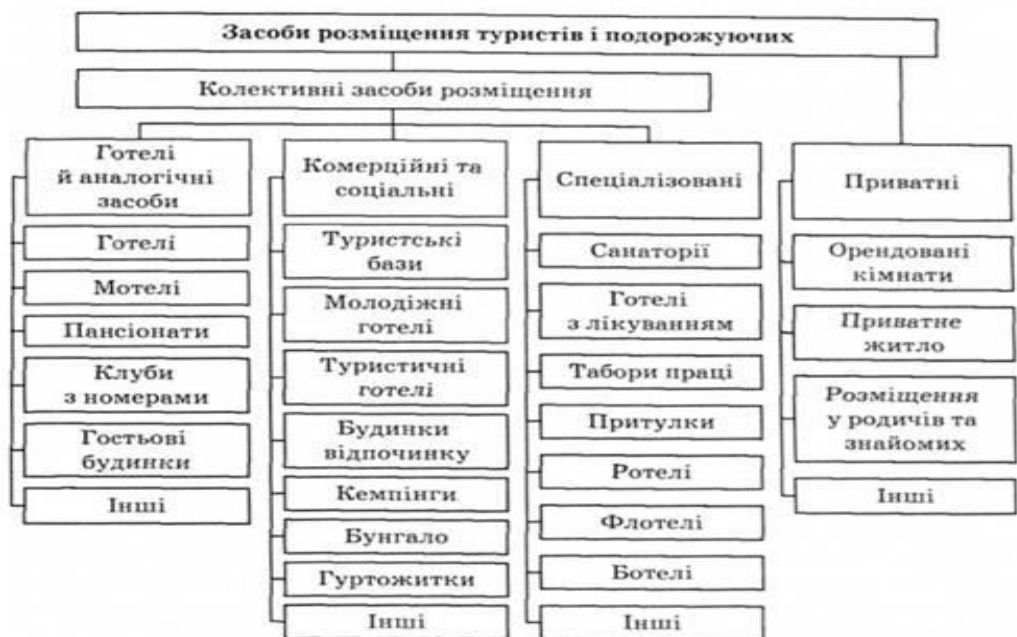 Засоби розміщення туристів і подорожуючих
Колективні засоби розміщення
Готелі
й аналогічні
засоби
Готелі
Мотелі
Пансіонати
Клуби
з номерами
Гостьові
будинки
Інші
Комерційні та
соціальні
Туристські
бази
Молодіжні
готелі
Туристичні
готелі
Будинки
відпочинку
Кемпінги
Бунгало
Гуртожитки
Інші
Спеціалізовані
Санаторії
Готелі
з лікуванням
Табори праці
Притулки
Ротелі
Флотелі
Ботелі
Інші
Приватні
Орендовані
кімнати
Приватне
житло
Розміщення
у родичів та
знайомих
Інші